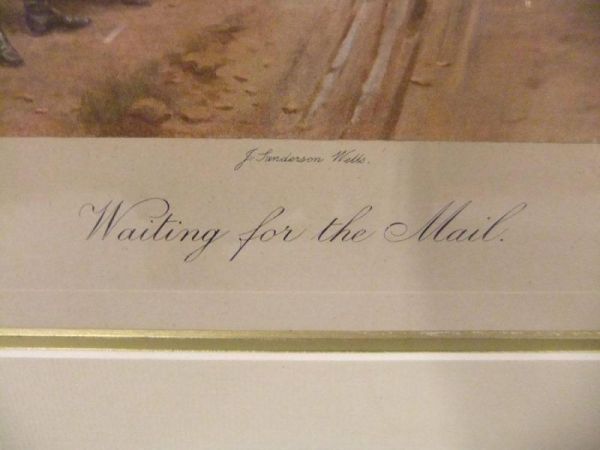 J. Sanderson Wells.
Waiting for the Mail.